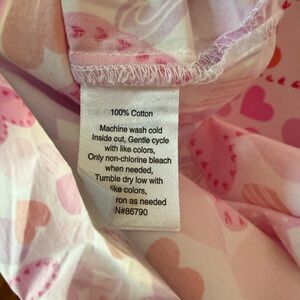 100% Cotton
Machine wash cold
Inside out, Gentle cycle
with like colors,
Only non-chlorine bleach
when needed,
Tumble dry low with
like colors,
ron as needed
N#86790